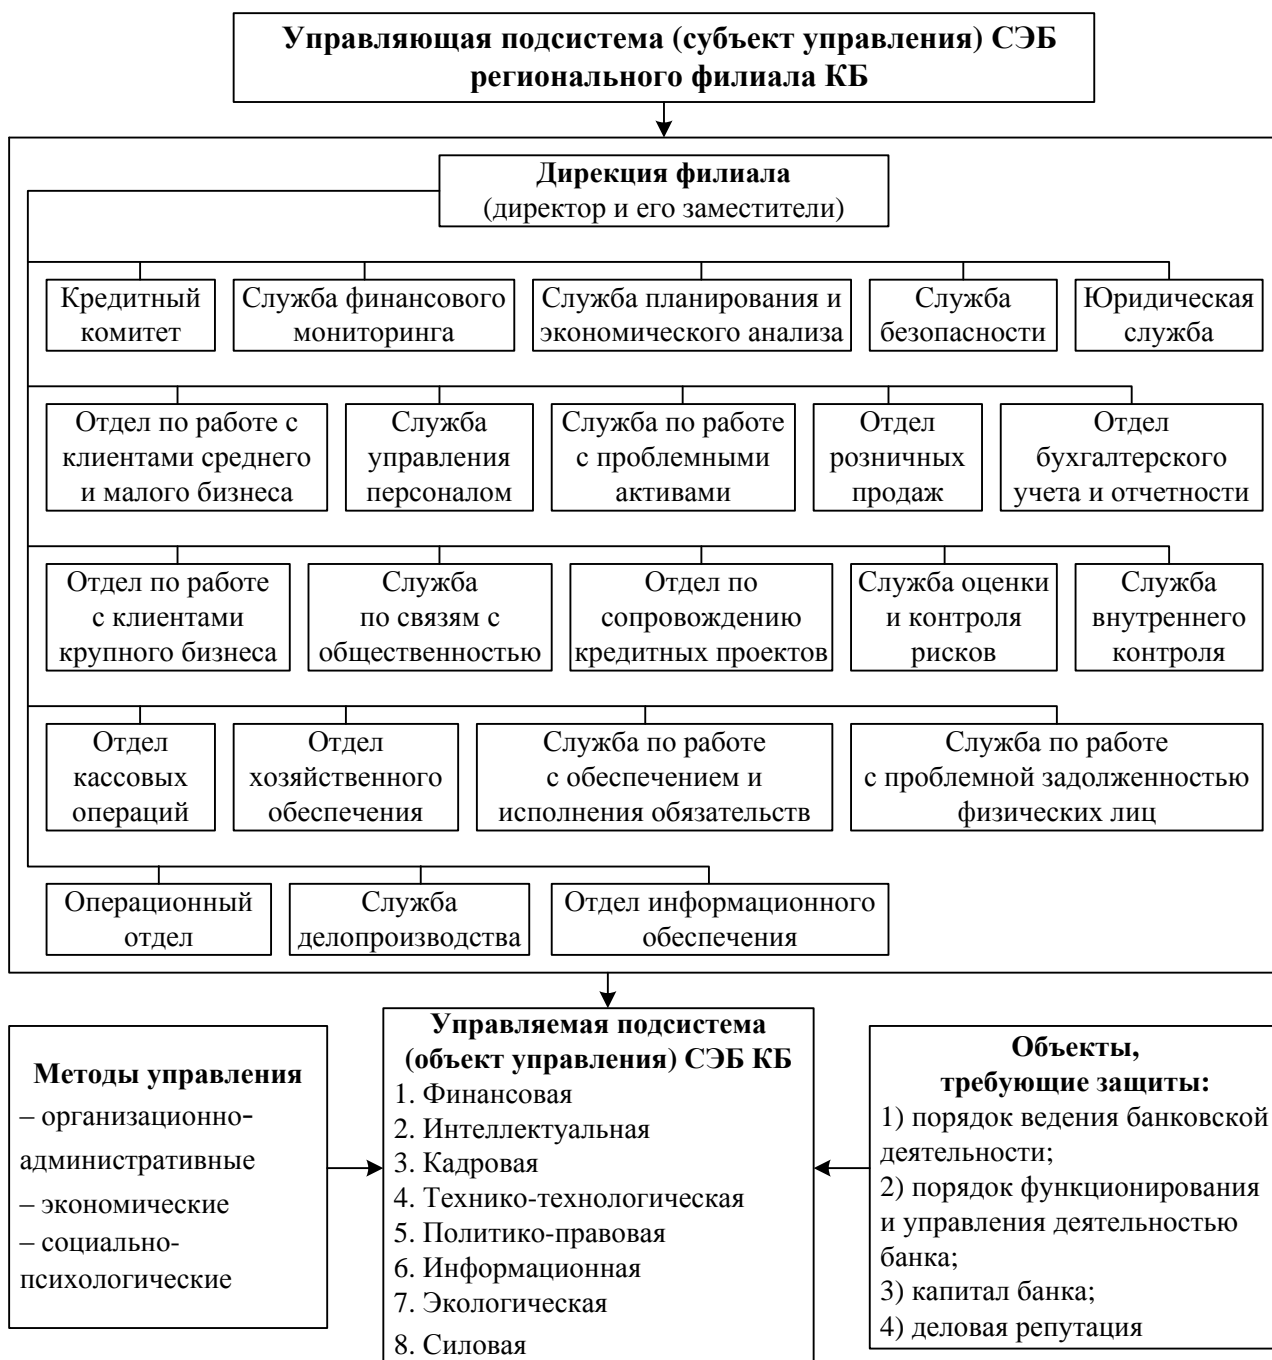 Управляющая подсистема (субъект управления) СЭБ
регионального филиала КБ
Дирекция филиала
(директор и его заместители)
Кредитный
комитет
Служба финансового
мониторинга
Служба планирования и
экономического анализа
Служба
безопасности
Юридическая
служба
Отдел по работе с
клиентами среднего
и малого бизнеса
Служба
управления
персоналом
Служба по работе
с проблемными
активами
Отдел
розничных
продаж
Отдел
бухгалтерского
учета и отчетности
Отдел по работе
с клиентами
крупного бизнеса
Служба
по связям с
общественностью
Отдел по
сопровождению
кредитных проектов
Служба оценки
и контроля
рисков
Служба
внутреннего
контроля
Отдел
кассовых
операций
Отдел
хозяйственного
обеспечения
Служба по работе
с обеспечением и
исполнения обязательств
Служба по работе
с проблемной задолженностью
физических лиц
Операционный
отдел
Служба
делопроизводства
Отдел информационного
обеспечения
Методы управления
– организационно-
административные
– экономические
– социально-
психологические
Управляемая подсистема
(объект управления) СЭБ КБ
1. Финансовая
2. Интеллектуальная
3. Кадровая
4. Технико-технологическая
5. Политико-правовая
6. Информационная
7. Экологическая
8. Силовая
Объекты,
требующие защиты:
1) порядок ведения банковской
деятельности;
2) порядок функционирования
и управления деятельностью
банка;
3) капитал банка;
4) деловая репутация